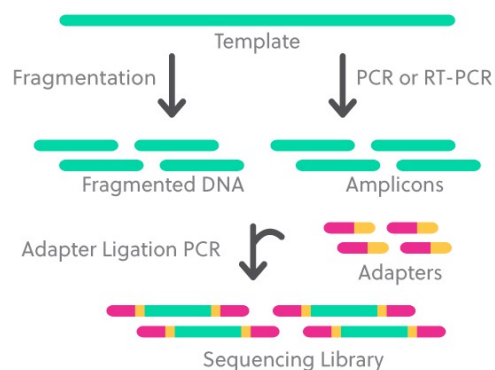 Template
Fragmentation
PCR or RT-PCR
Fragmented DNA
Amplicons
Adapter Ligation PCR
Adapters
Sequencing Library